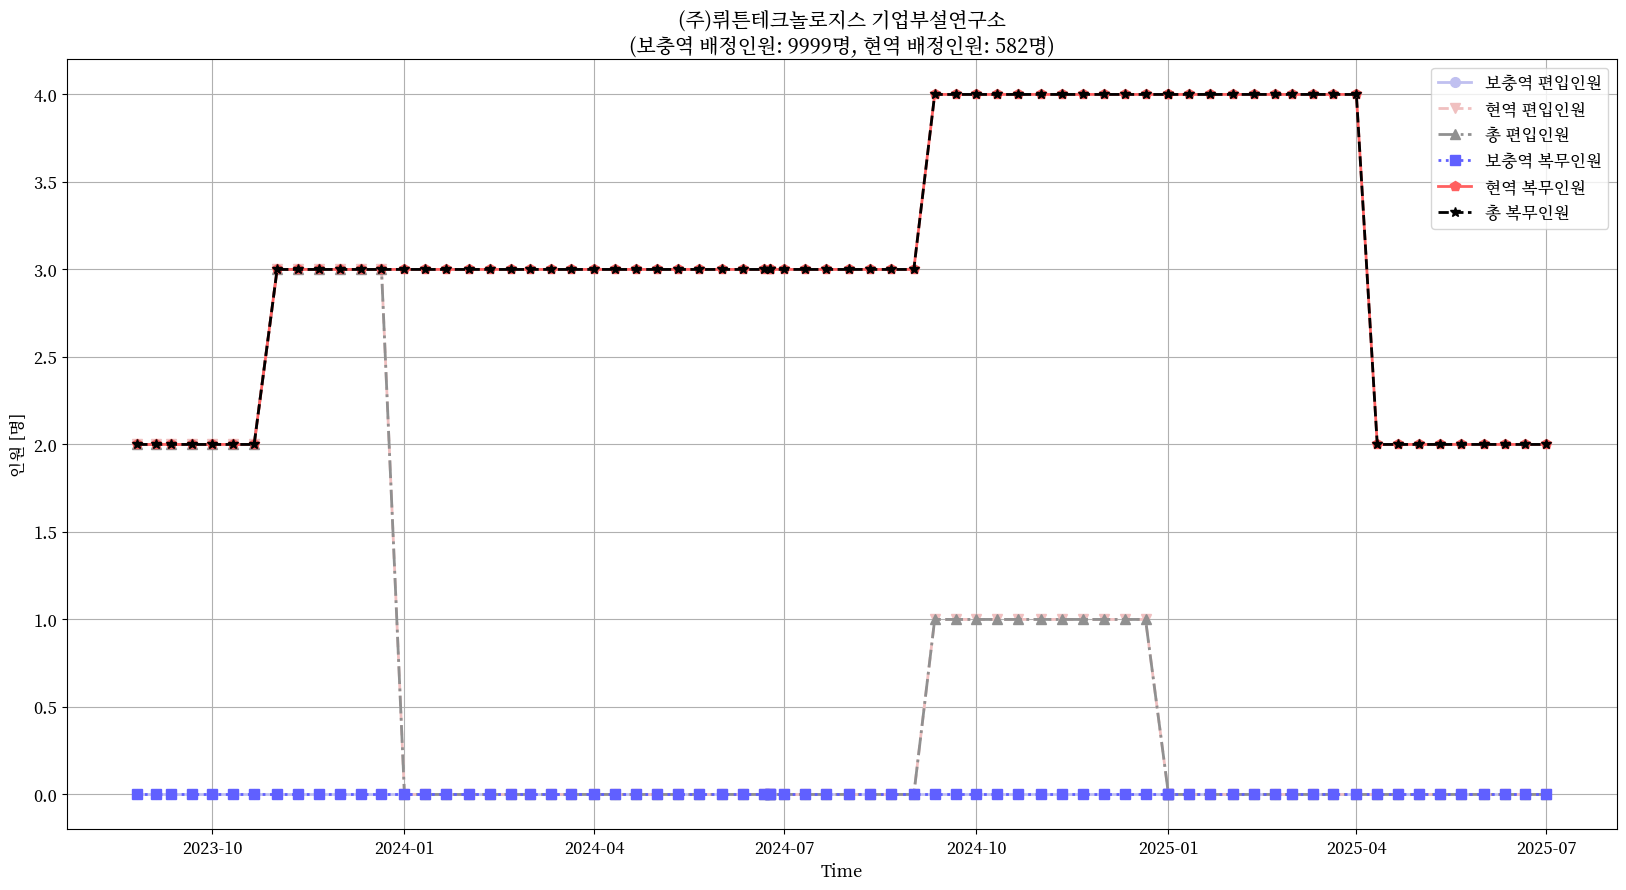 (주)뤼튼테크놀로지스 기업부설연구소
(보충역 배정인원: 9999명, 현역 배정인원: 582명)
보충역 편입인원
현역 편입인원
총 편입인원
보충역 복무인원
현역 복무인원
총 복무인원
인원 [명]
4.0
3.5
3.0
2.5
2.0
1.5
1.0
0.5
0.0
2023-10
2024-01
2024-04
2024-07
2024-10
2025-01
2025-04
2025-07
Time